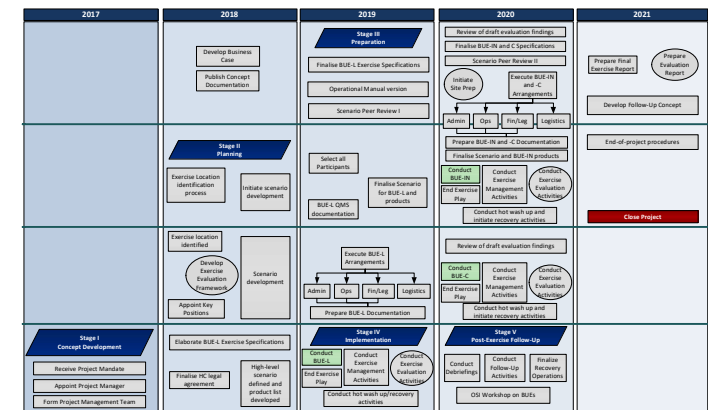 2017
2018
2019
2020
2021
Stage I
Concept Development
Receive Project Mandate
Appoint Project Manager
Form Project Management Team
Develop Business
Case
Publish Concept
Documentation
Stage II
Planning
Exercise Location
identification
process
Initiate scenario
development
Exercise location
identified
Develop
Exercise
Evaluation
Framework
Appoint Key
Positions
Scenario
development
Elaborate BUE-L Exercise Specifications
Finalise HC legal
agreement
High-level
scenario
defined and
product list
developed
Stage III
Preparation
Finalise BUE-L Exercise Specifications
Operational Manual version
Scenario Peer Review I
Select all
Participants
Finalise Scenario
for BUE-L and
products
BUE-L QMS
documentation
Execute BUE-L
Arrangements
Admin
Ops
Fin/Leg
Logistics
Prepare BUE-L Documentation
Stage IV
Implementation
Conduct
BUE-L
End Exercise
Play
Conduct
Exercise
Management
Activities
Conduct
Exercise
Evaluation
Activities
Conduct hot wash up/recovery
activities
Review of draft evaluation findings
Finalise BUE-IN and C Specifications
Scenario Peer Review II
Initiate
Site Prep
Execute BUE-IN
and -C
Arrangements
Admin
Ops
Fin/Leg
Logistics
Prepare BUE-IN and -C Documentation
Finalise Scenario and BUE-IN products
Conduct
BUE-IN
End Exercise
Play
Conduct
Exercise
Management
Activities
Conduct
Exercise
Evaluation
Activities
Conduct hot wash up and
initiate recovery activities
Review of draft evaluation findings
Conduct
BUE-C
End Exercise
Play
Conduct
Exercise
Management
Activities
Conduct
Exercise
Evaluation
Activities
Conduct hot wash up and
initiate recovery activities
Stage V
Post-Exercise Follow-Up
Conduct
Debriefings
Conduct
Follow-Up
Activities
Finalize
Recovery
Operations
OSI Workshop on BUEs
Prepare final
Exercise Report
Prepare
Evaluation
Report
Develop Follow-Up Concept
End-of-project procedures
Close Project